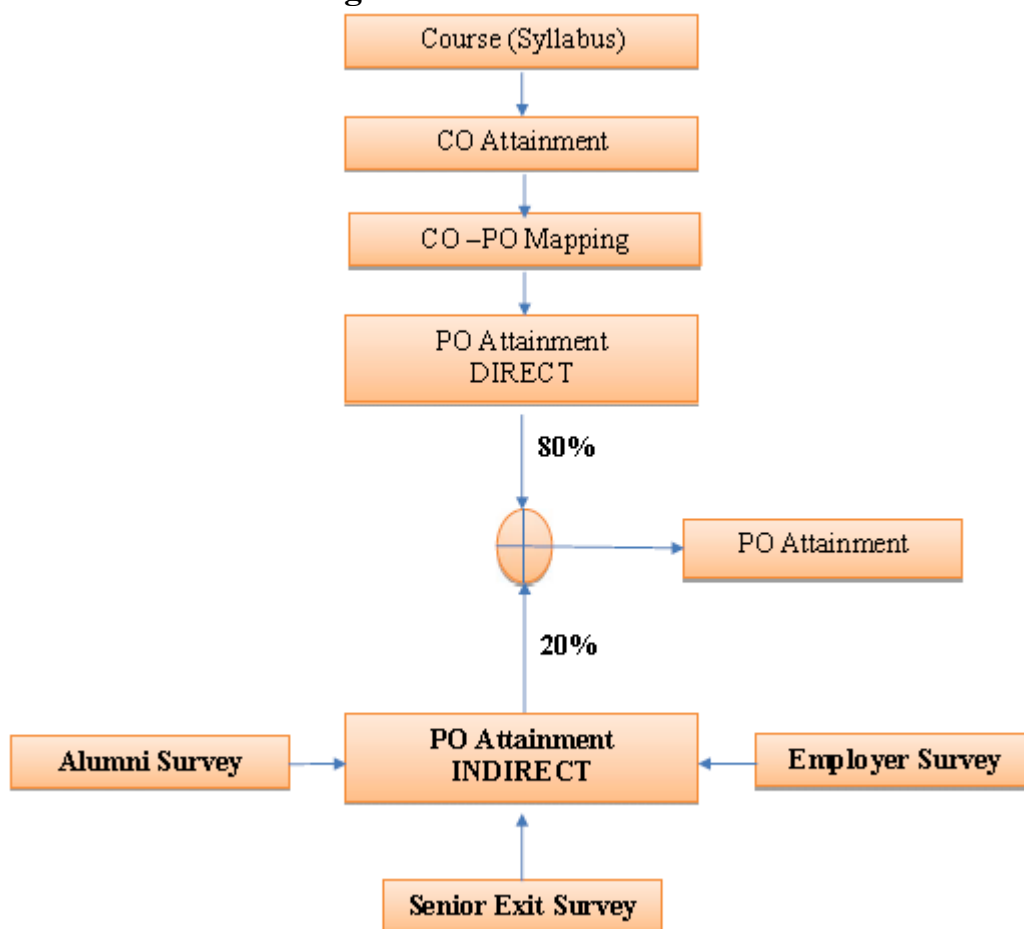 Course (Syllabus)
CO Attainment
CO –PO Mapping
PO Attainment
DIRECT
80%
PO Attainment
20%
Alumni Survey
PO Attainment
INDIRECT
Employer Survey
Senior Exit Survey